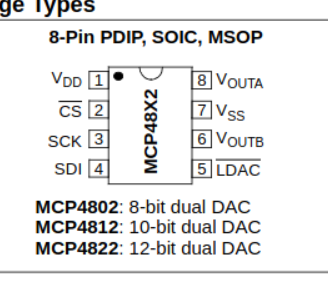 ge Types
8-Pin PDIP, SOIC, MSOP
VDD 1 8 VOUTA
CS 2 7 VSS
SCK 3 6 VOUTB
SDI 4 5 LDAC
MCP48X2
MCP4802: 8-bit dual DAC
MCP4812: 10-bit dual DAC
MCP4822: 12-bit dual DAC